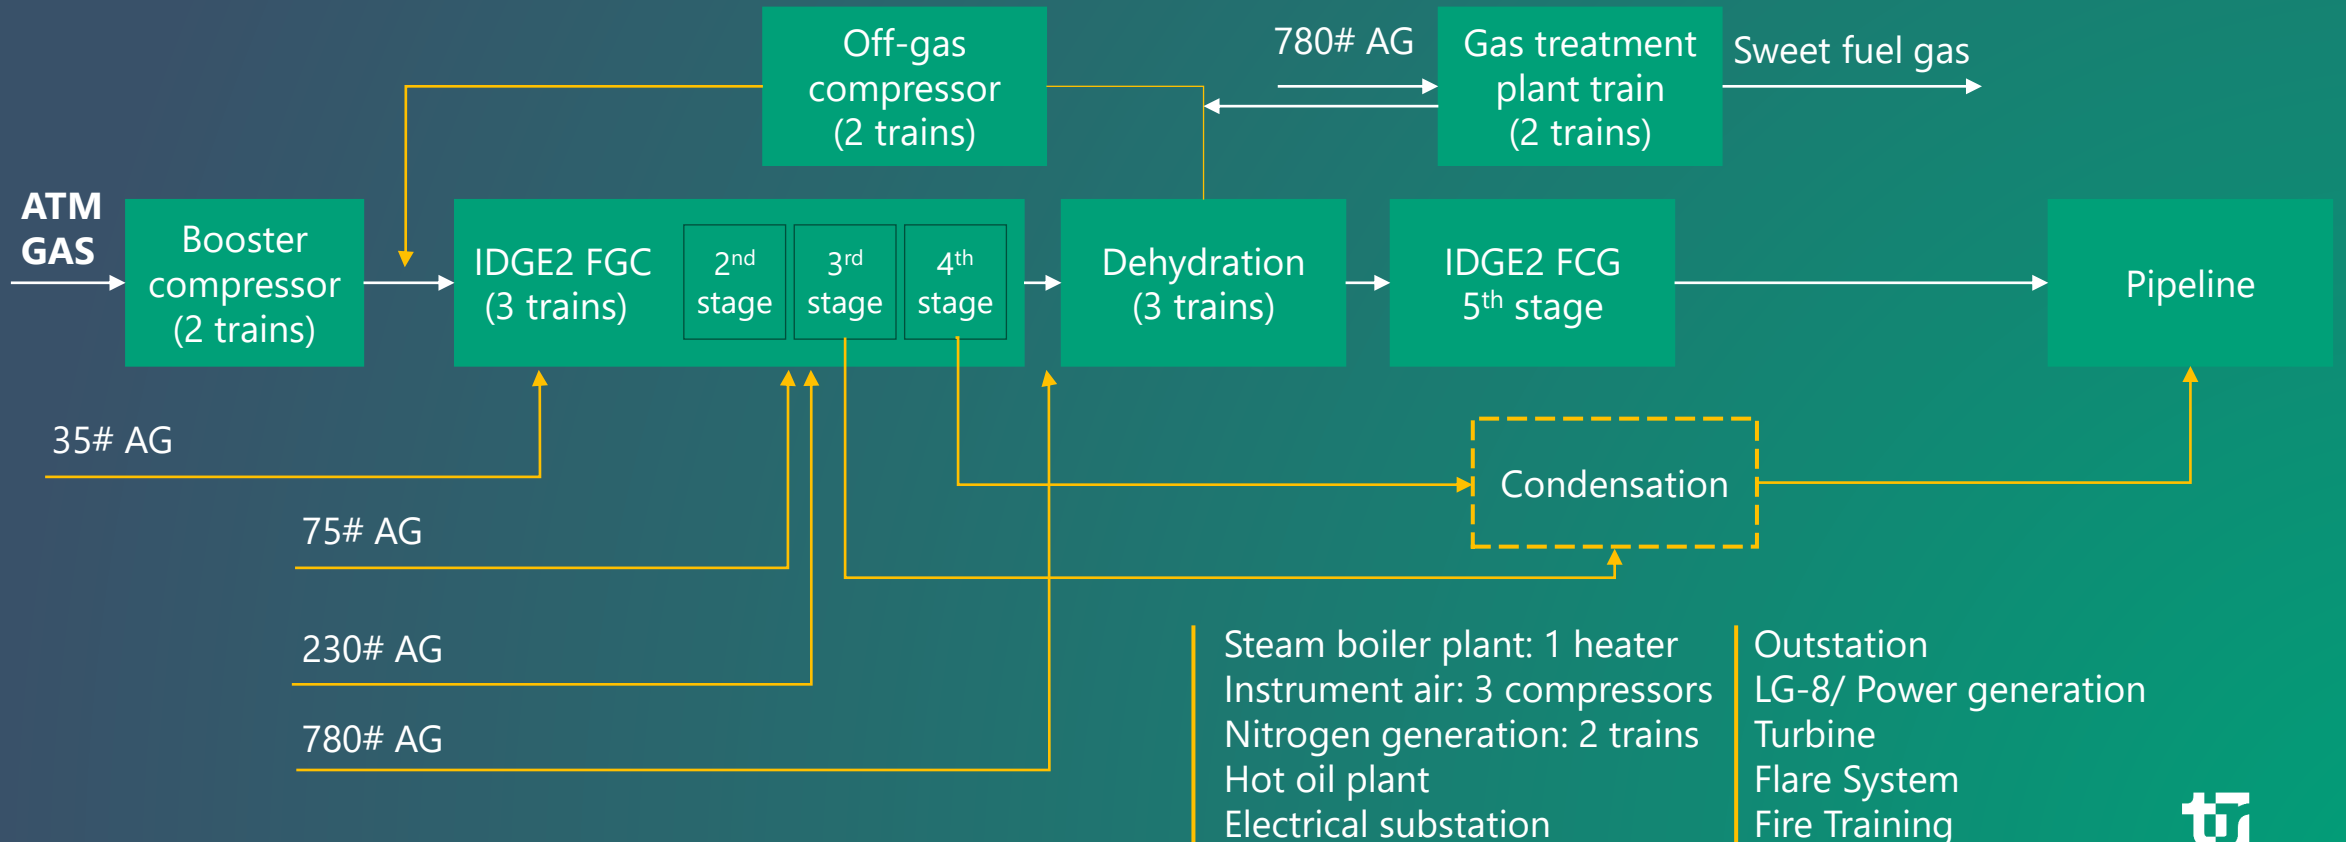 Off-gas
compressor
(2 trains)
780# AG
Gas treatment
plant train
(2 trains)
Sweet fuel gas
ATM
GAS
Booster
compressor
(2 trains)
IDGE2 FGC
(3 trains)
2nd
stage
3rd
stage
4th
stage
Dehydration
(3 trains)
IDGE2 FCG
5th stage
Pipeline
35# AG
75# AG
230# AG
780# AG
Condensation
Steam boiler plant: 1 heater
Instrument air: 3 compressors
Nitrogen generation: 2 trains
Hot oil plant
Electrical substation
Outstation
LG-8/ Power generation
Turbine
Flare System
Fire Training